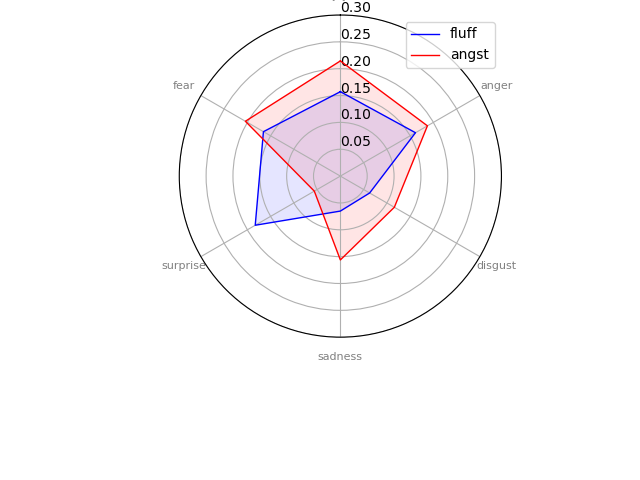 0.30
fluff
angst
0.25
0.20
fear
anger
0.15
0.10
0.05
surprise
disgust
sadness